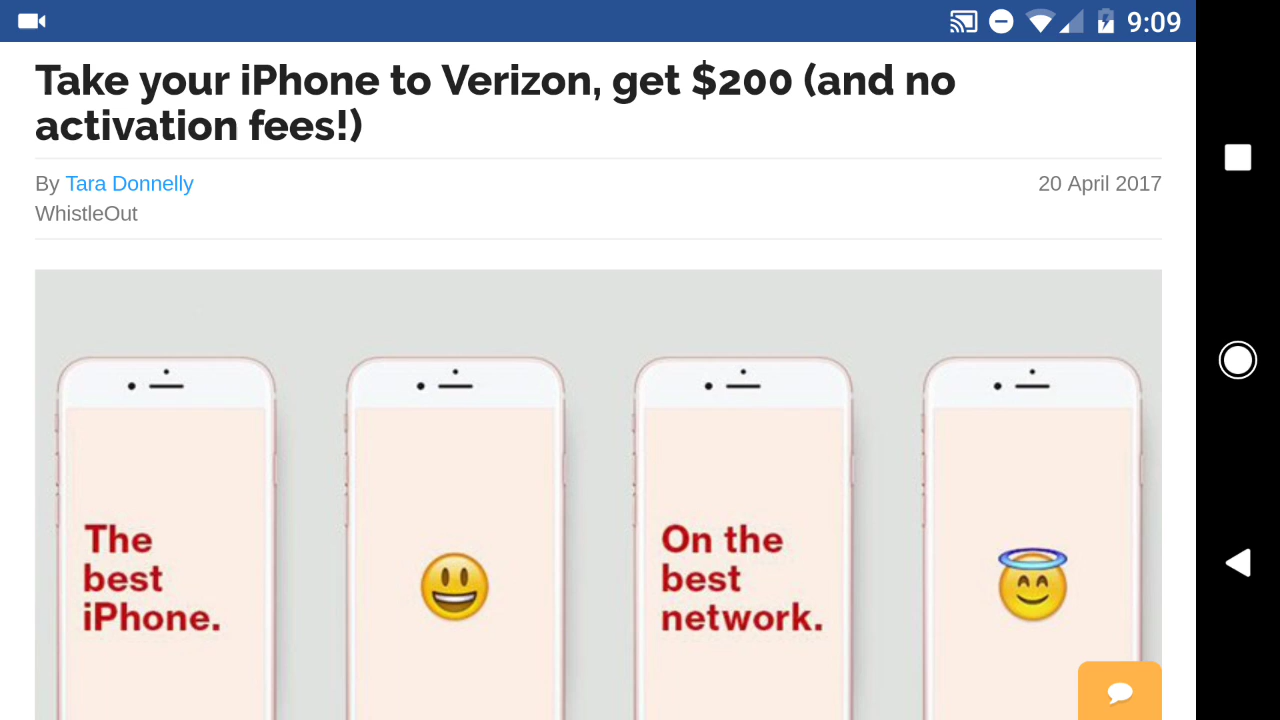 9:09
Take your iPhone to Verizon, get $200 (and no
activation fees!)
By Tara Donnelly
20 April 2017
WhistleOut
The
best
iPhone.
On the
best
network.